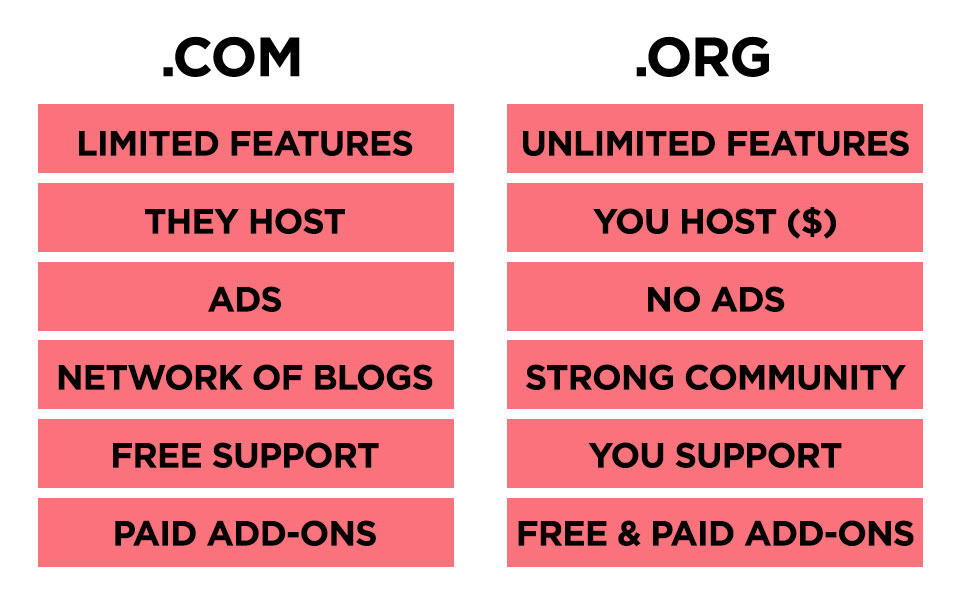 .COM
LIMITED FEATURES
THEY HOST
ADS
NETWORK OF BLOGS
FREE SUPPORT
PAID ADD-ONS
.ORG
UNLIMITED FEATURES
YOU HOST ($)
NO ADS
STRONG COMMUNITY
YOU SUPPORT
FREE & PAID ADD-ONS